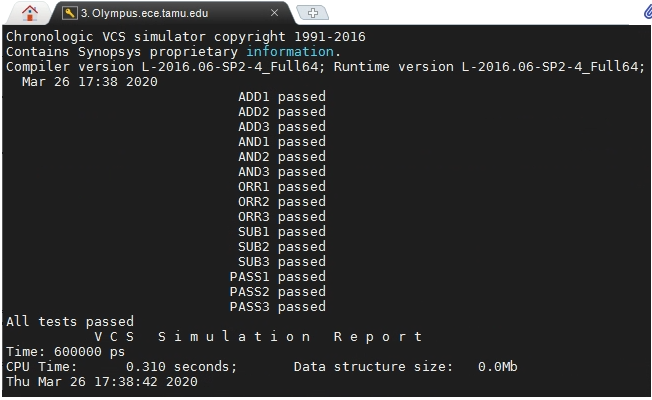 3. Olympus.ece.tamu.edu
Chronologic VCS simulator copyright 1991-2016
Contains Synopsys proprietary information.
Compiler version L-2016.06-SP2-4_Full64; Runtime version L-2016.06-SP2-4_Full64;
Mar 26 17:38 2020
ADD1 passed
ADD2 passed
ADD3 passed
AND1 passed
AND2 passed
AND3 passed
ORR1 passed
ORR2 passed
ORR3 passed
SUB1 passed
SUB2 passed
SUB3 passed
PASS1 passed
PASS2 passed
PASS3 passed
All tests passed
V C S   S i m u l a t i o n   R e p o r t
Time: 600000 ps
CPU Time:      0.310 seconds;       Data structure size:   0.0Mb
Thu Mar 26 17:38:42 2020